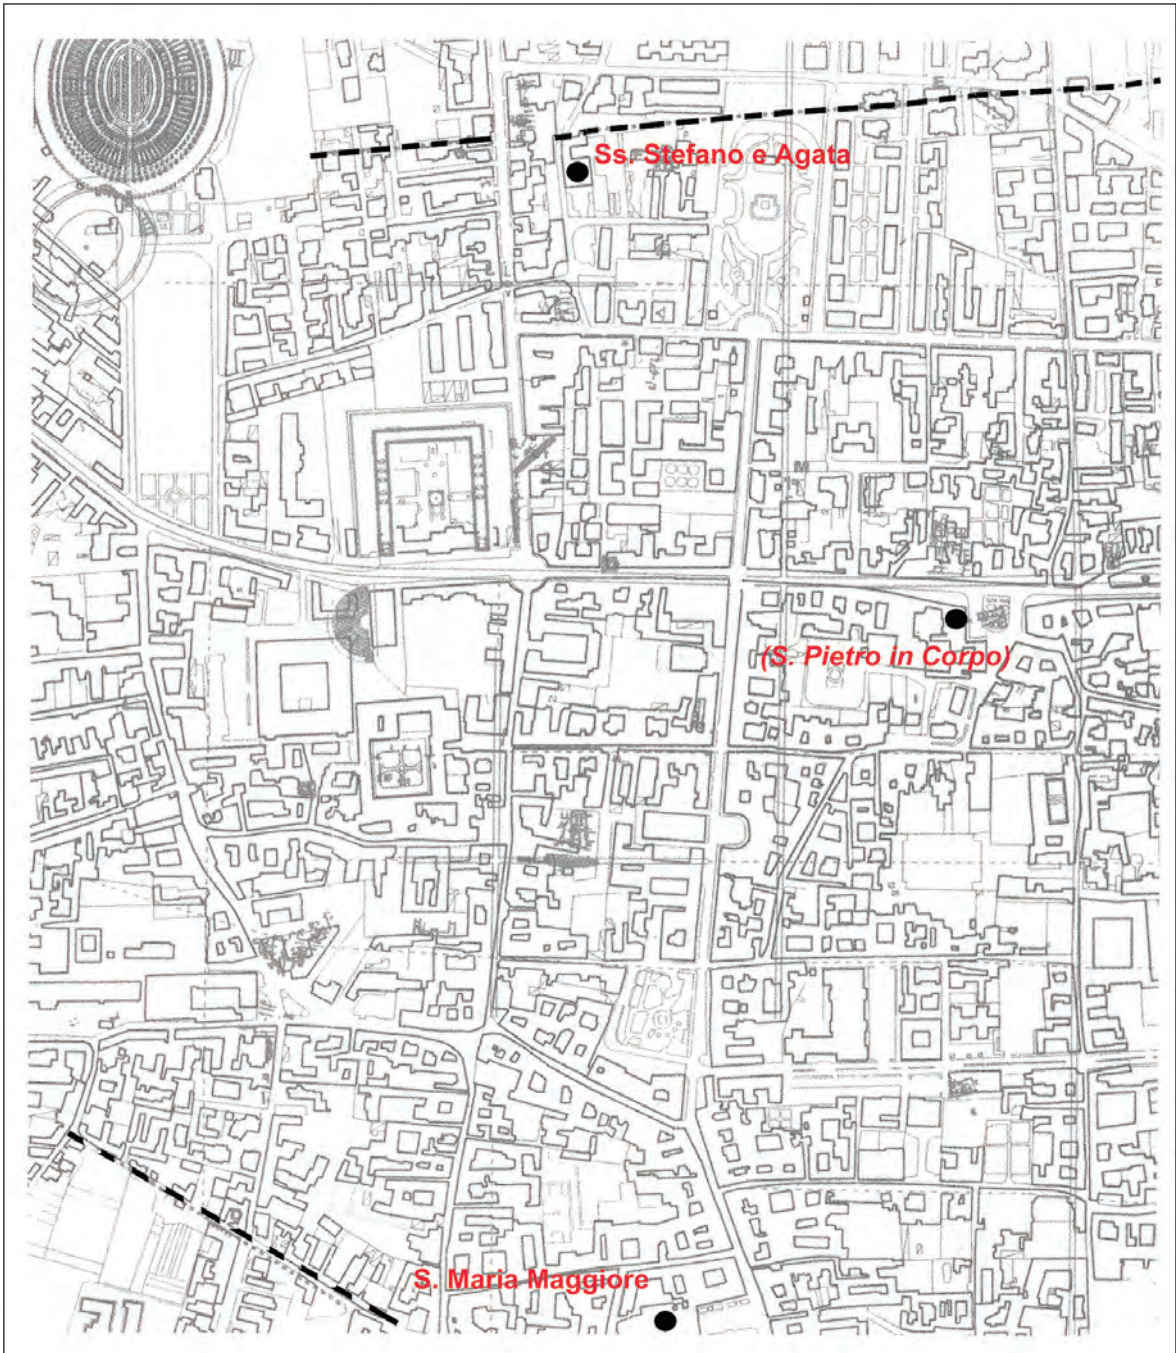 Ss. Stefano e Agata
M
(S. Pietro in Corpo)
P
S. Maria Maggiore